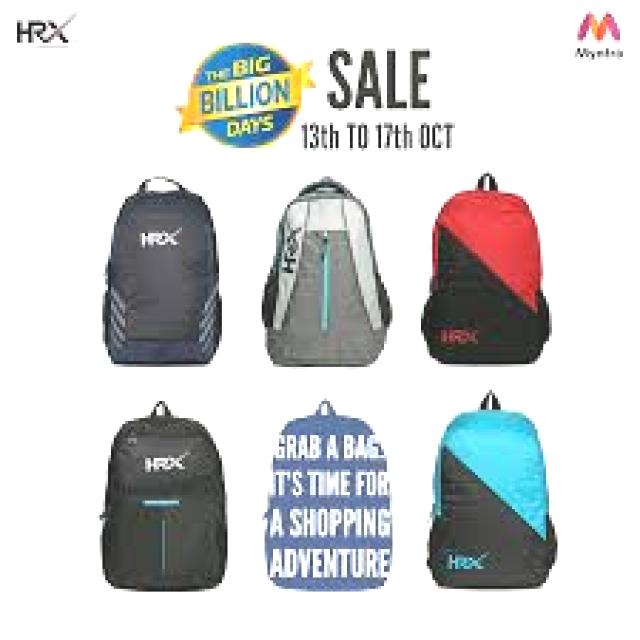 HRX
Myntra
THE BIG
BILLION
DAYS
SALE
13th TO 17th OCT
HRX
HRX
HRX
HRX
GRAB A BAG.
IT'S TIME FOR
A SHOPPING
ADVENTURE
HRX